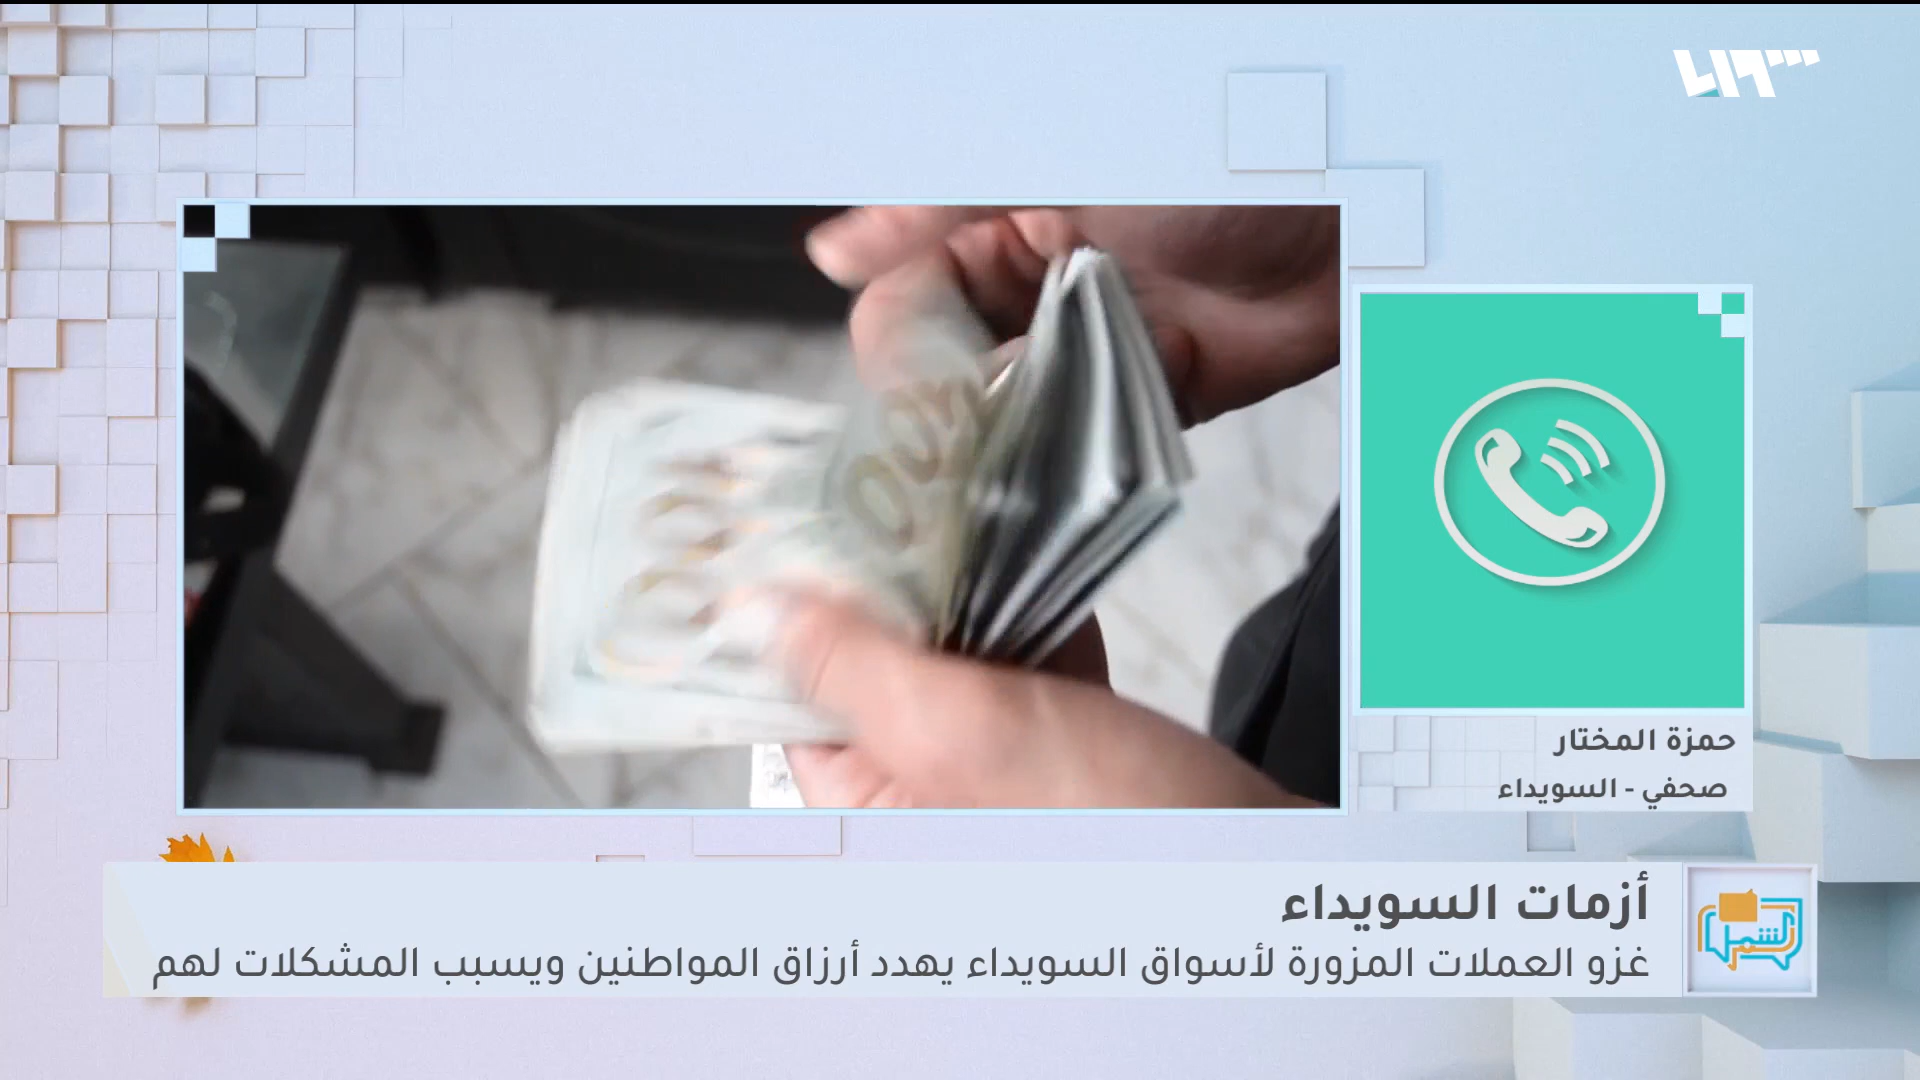 حمزة المختار
صحفي - السويداء
أزمات السويداء
غزو العملات المزورة لأسواق السويداء يهدد أرزاق المواطنين ويسبب المشكلات لهم